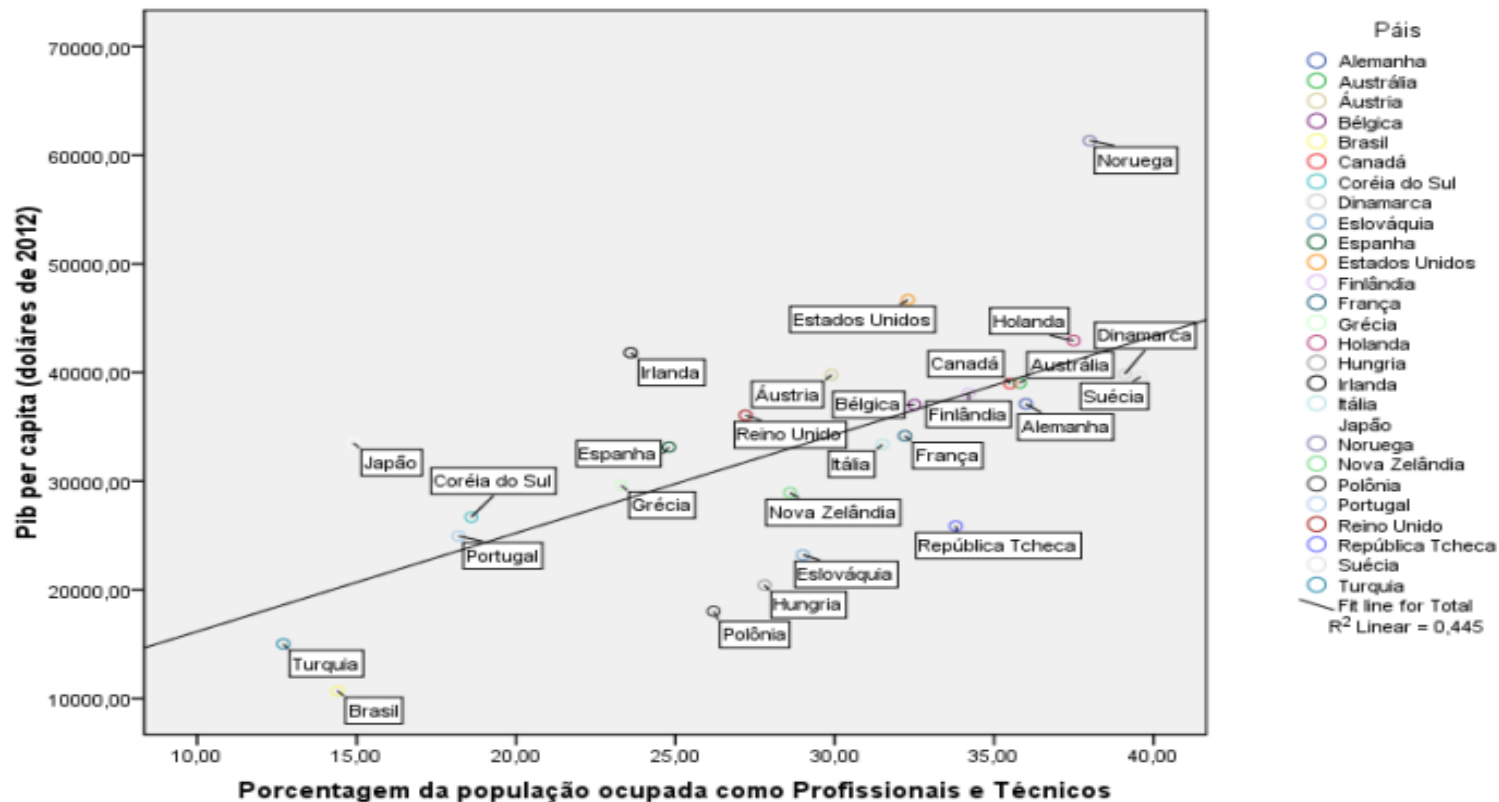 Páis
Alemanha
Austrália
Áustria
Bélgica
Brasil
Canadá
Coréia do Sul
Dinamarca
Eslováquia
Espanha
Estados Unidos
Finlândia
França
Grécia
Holanda
Hungria
Irlanda
Itália
Japão
Noruega
Nova Zelândia
Polônia
Portugal
Reino Unido
República Tcheca
Suécia
Turquia
Fit line for Total
R² Linear = 0,445
Pib per capita (doláres de 2012)
70000,00
60000,00
50000,00
40000,00
30000,00
20000,00
10000,00
Noruega
Estados Unidos
Holanda
Dinamarca
Irlanda
Canadá
Austrália
Áustria
Bélgica
Finlândia
Suécia
Alemanha
Reino Unido
Espanha
Itália
França
Japão
Coréia do Sul
Grécia
Nova Zelândia
Portugal
República Tcheca
Eslováquia
Hungria
Polônia
Turquia
Brasil
10,00 15,00 20,00 25,00 30,00 35,00 40,00
Porcentagem da população ocupada como Profissionais e Técnicos